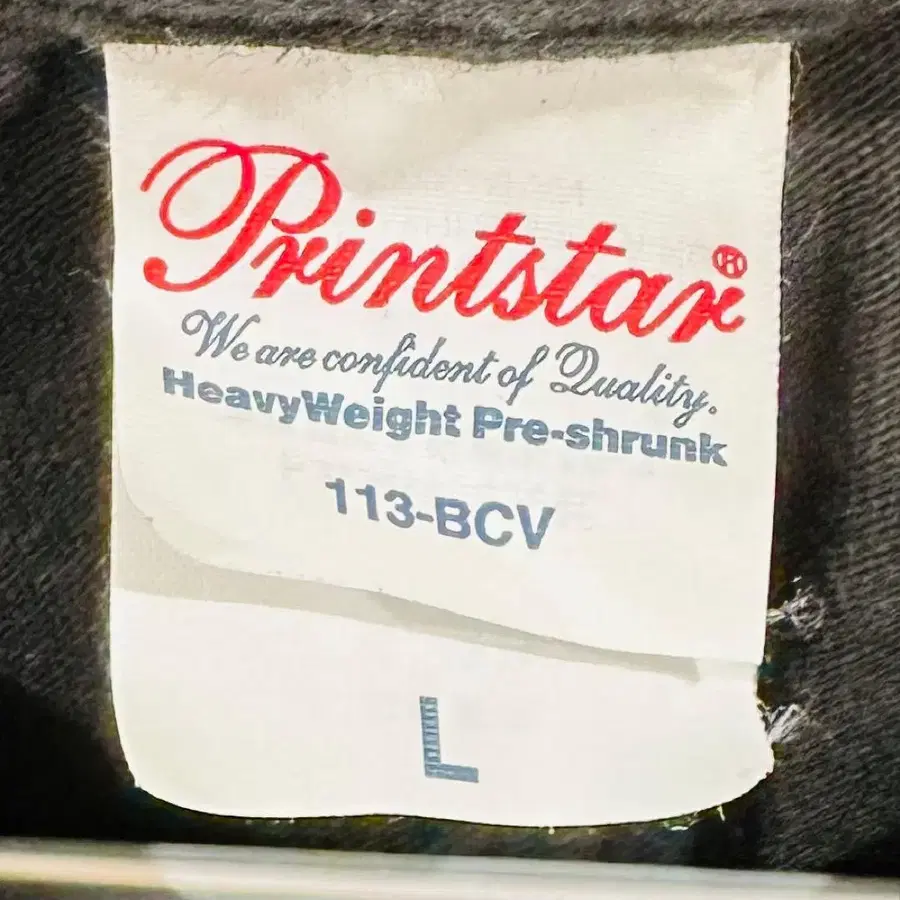 Printstar®
We are confident of Quality.
HeavyWeight Pre-shrunk
113-BCV
L